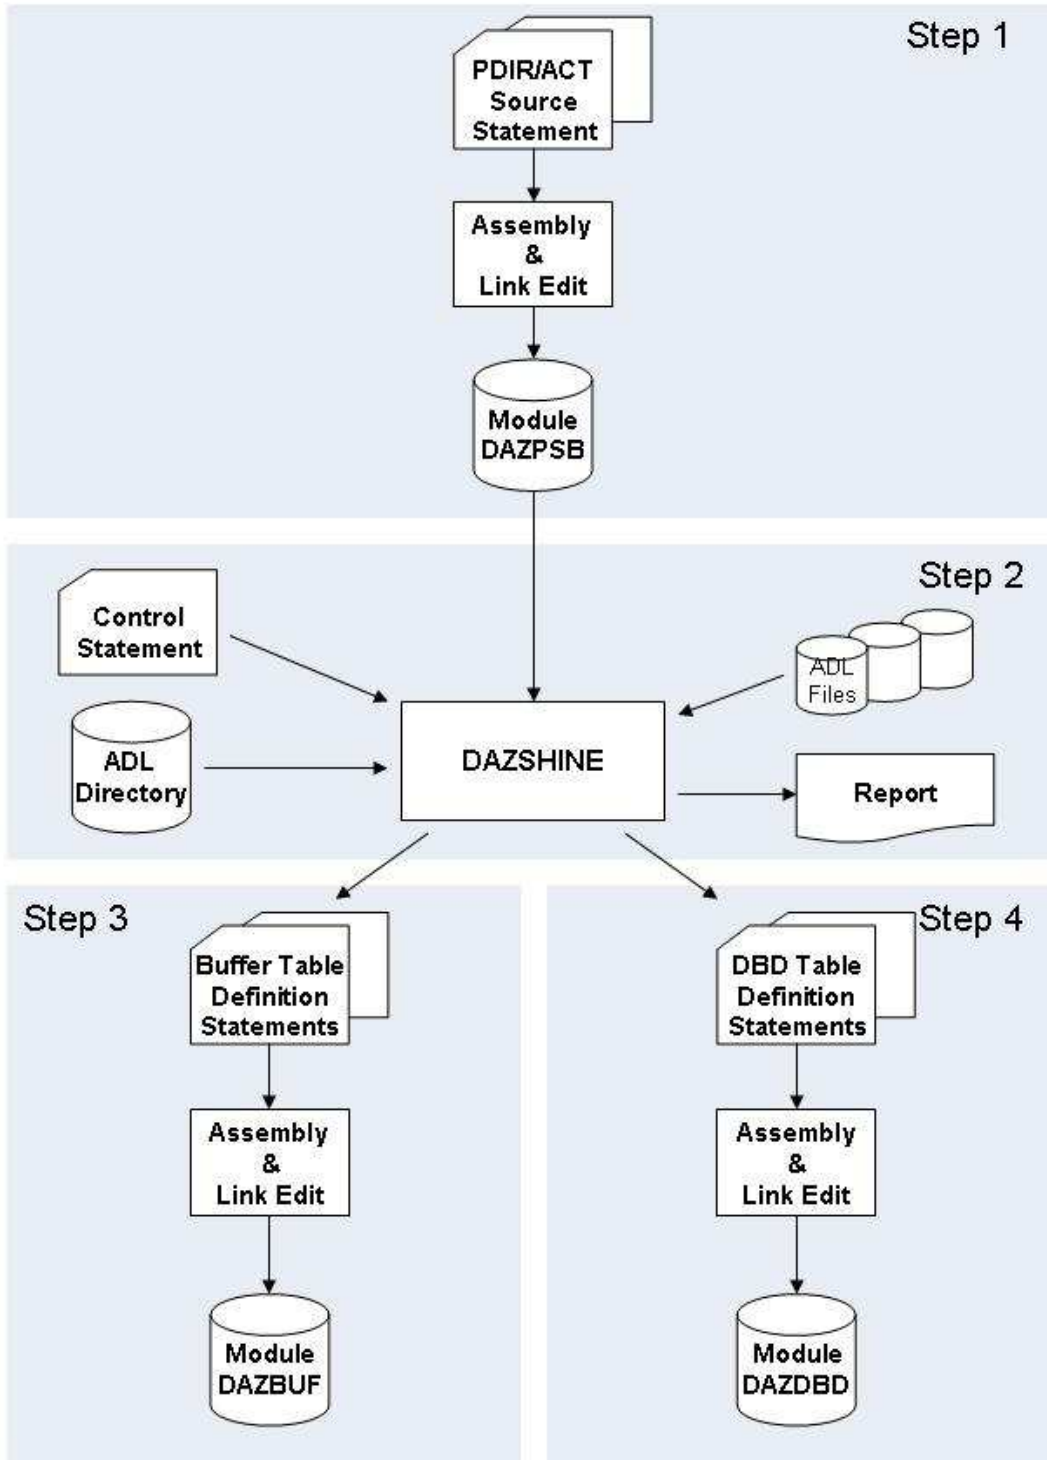 Step 1
PDIR/ACT
Source
Statement
Assembly
&
Link Edit
Module
DAZPSB
Step 2
Control
Statement
ADL
Files
ADL
Directory
DAZSHINE
Report
Step 3
Buffer Table
Definition
Statements
Assembly
&
Link Edit
Module
DAZBUF
Step 4
DBD Table
Definition
Statements
Assembly
&
Link Edit
Module
DAZDBD